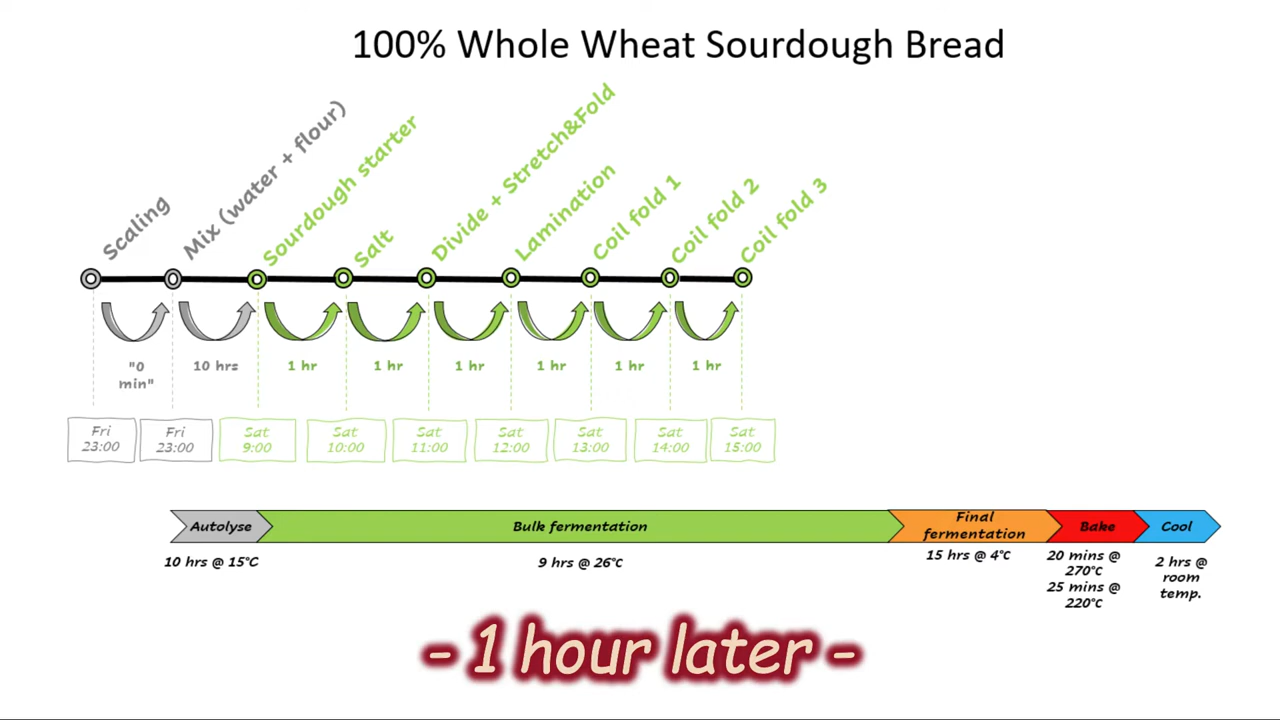 100% Whole Wheat Sourdough Bread
Scaling
Mix (water + flour)
Sourdough starter
Salt
Divide + Stretch&Fold
Lamination
Coil fold 1
Coil fold 2
Coil fold 3
"0
min"
10 hrs
1 hr
1 hr
1 hr
1 hr
1 hr
1 hr
Fri
23:00
Fri
23:00
Sat
9:00
Sat
10:00
Sat
11:00
Sat
12:00
Sat
13:00
Sat
14:00
Sat
15:00
Autolyse
Bulk fermentation
Final
fermentation
Bake
Cool
10 hrs @ 15°C
9 hrs @ 26°C
15 hrs @ 4°C
20 mins @
270°C
25 mins @
220°C
2 hrs @
room
temp.
- 1 hour later -